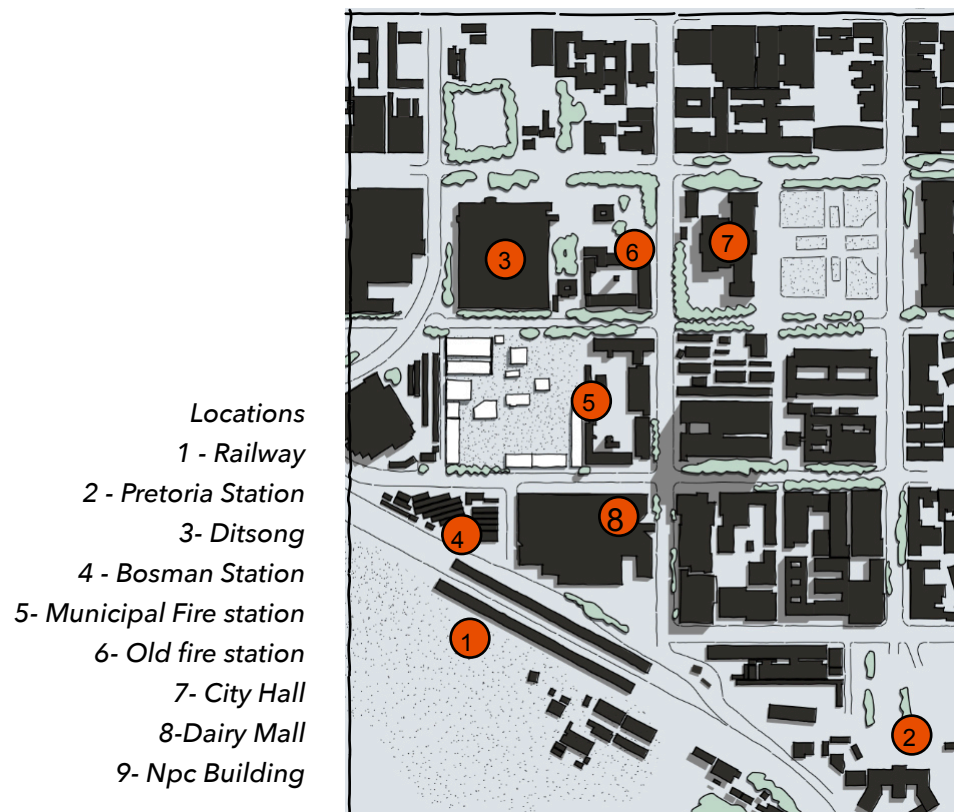 Locations
1 - Railway
2 - Pretoria Station
3- Ditsong
4 - Bosman Station
5- Municipal Fire station
6- Old fire station
7- City Hall
8-Dairy Mall
9- Npc Building
3
6
7
5
8
4
1
2